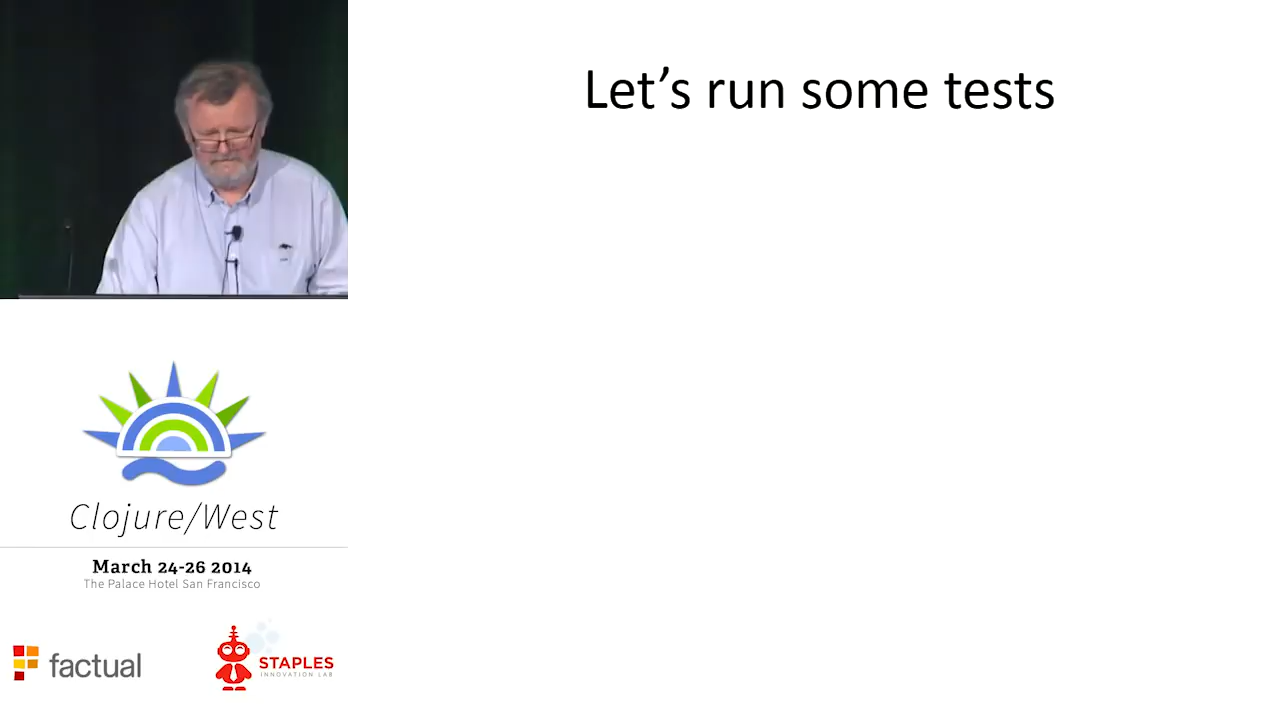 Let's run some tests
Clojure/West
March 24-26 2014
The Palace Hotel San Francisco
factual
STAPLES
INNOVATION LAB